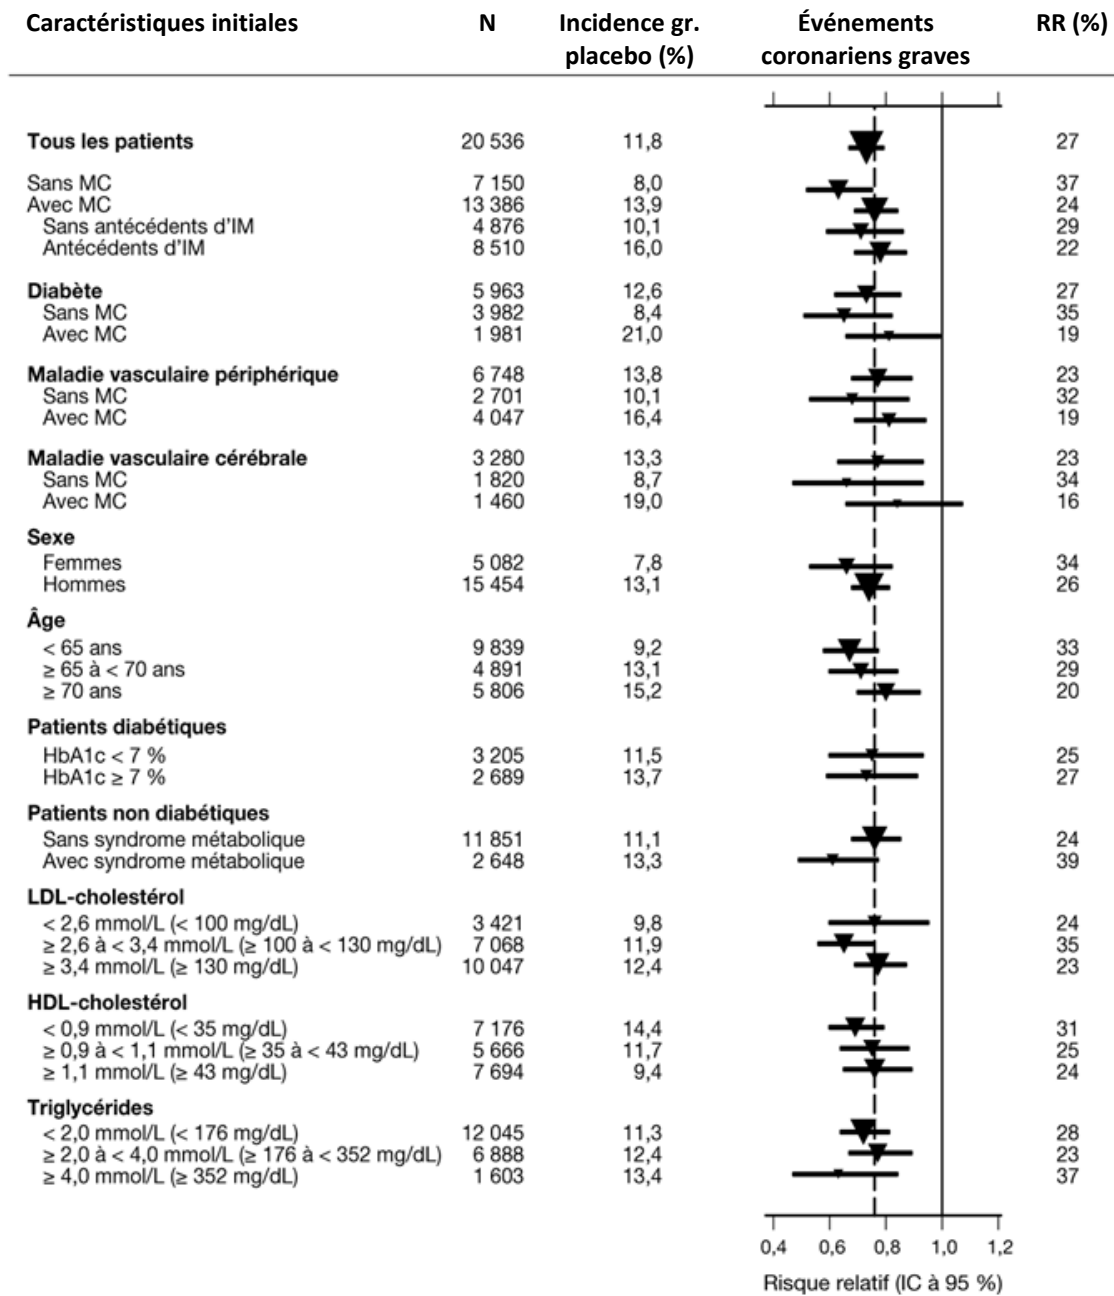 Caractéristiques initiales N Incidence gr. placebo (%) Événements coronariens graves RR (%)
Tous les patients 20 536 11,8 27
Sans MC 7 150 8,0 37
Avec MC 13 386 13,9 24
Sans antécédents d'IM 4 876 10,1 29
Antécédents d'IM 8 510 16,0 22
Diabète 5 963 12,6 27
Sans MC 3 982 8,4 35
Avec MC 1 981 21,0 19
Maladie vasculaire périphérique 6 748 13,8 23
Sans MC 2 701 10,1 32
Avec MC 4 047 16,4 19
Maladie vasculaire cérébrale 3 280 13,3 23
Sans MC 1 820 8,7 34
Avec MC 1 460 19,0 16
Sexe
Femmes 5 082 7,8 34
Hommes 15 454 13,1 26
Âge
< 65 ans 9 839 9,2 33
≥ 65 à < 70 ans 4 891 13,1 29
≥ 70 ans 5 806 15,2 20
Patients diabétiques
HbA1c < 7 % 3 205 11,5 25
HbA1c ≥ 7 % 2 689 13,7 27
Patients non diabétiques
Sans syndrome métabolique 11 851 11,1 24
Avec syndrome métabolique 2 648 13,3 39
LDL-cholestérol
< 2,6 mmol/L (< 100 mg/dL) 3 421 9,8 24
≥ 2,6 à < 3,4 mmol/L (≥ 100 à < 130 mg/dL) 7 068 11,9 35
≥ 3,4 mmol/L (≥ 130 mg/dL) 10 047 12,4 23
HDL-cholestérol
< 0,9 mmol/L (< 35 mg/dL) 7 176 14,4 31
≥ 0,9 à < 1,1 mmol/L (≥ 35 à < 43 mg/dL) 5 666 11,7 25
≥ 1,1 mmol/L (≥ 43 mg/dL) 7 694 9,4 24
Triglycérides
< 2,0 mmol/L (< 176 mg/dL) 12 045 11,3 28
≥ 2,0 à < 4,0 mmol/L (≥ 176 à < 352 mg/dL) 6 888 12,4 23
≥ 4,0 mmol/L (≥ 352 mg/dL) 1 603 13,4 37
0,4 0,6 0,8 1,0 1,2
Risque relatif (IC à 95 %)